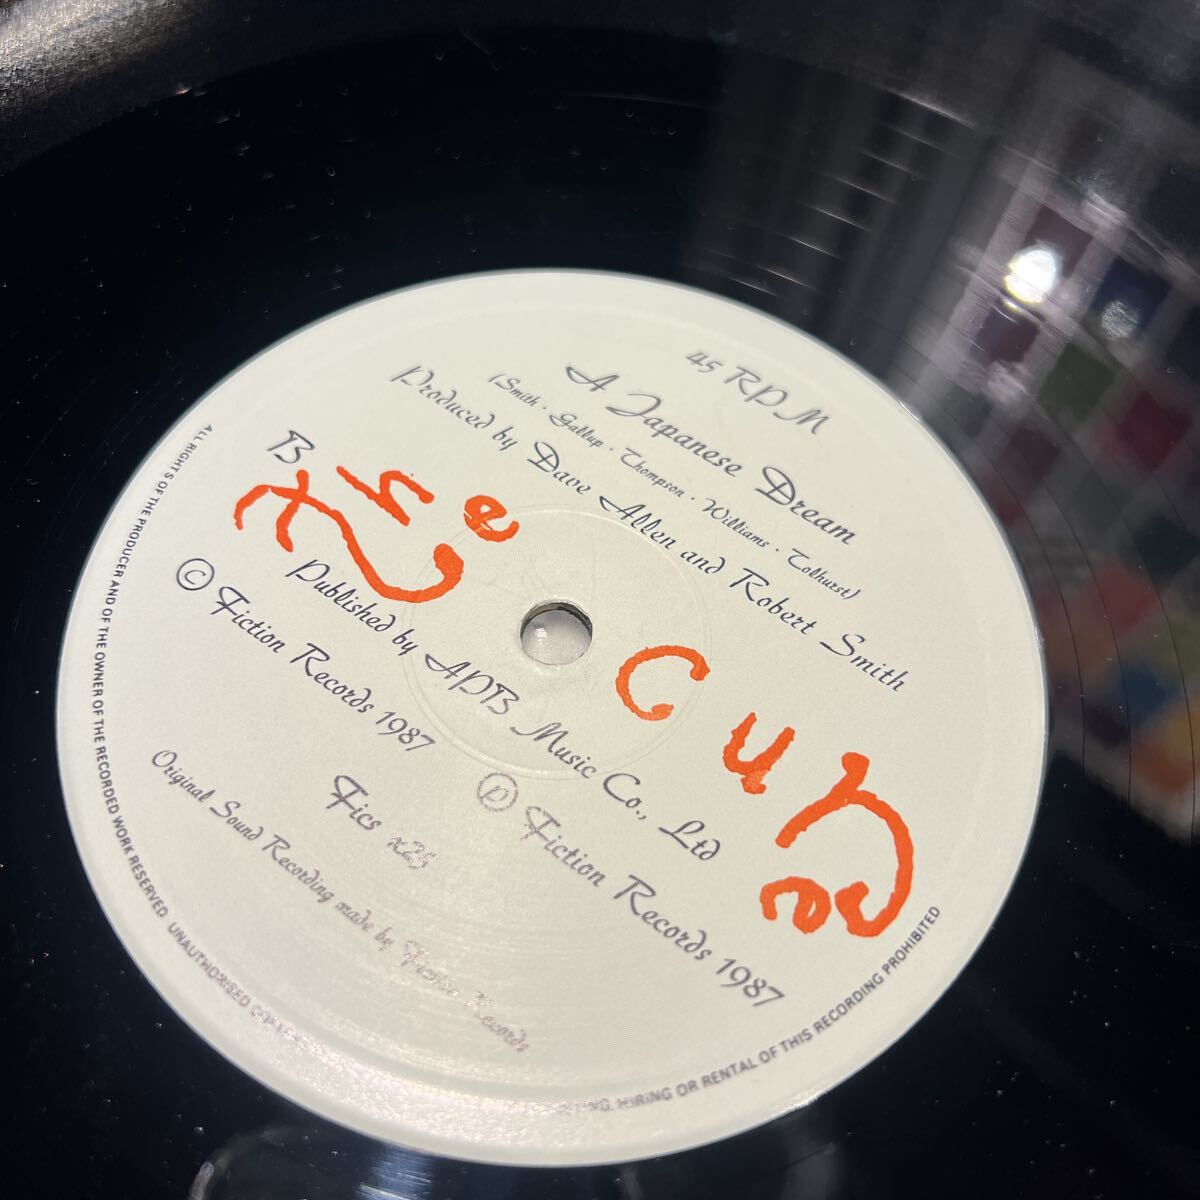 45 RPM
A Japanese Dream
(Smith · Gallup · Thompson · Williams · Tolhurst)
Produced by Dave Allen and Robert Smith
B
the cure
Published by APB Music Co., Ltd
© Fiction Records 1987 ℗ Fiction Records 1987
Fics x25
Original Sound Recording made by Fiction Records
ALL RIGHTS OF THE PRODUCER AND OF THE OWNER OF THE RECORDED WORK RESERVED. UNAUTHORISED HIRING OR RENTAL OF THIS RECORDING PROHIBITED